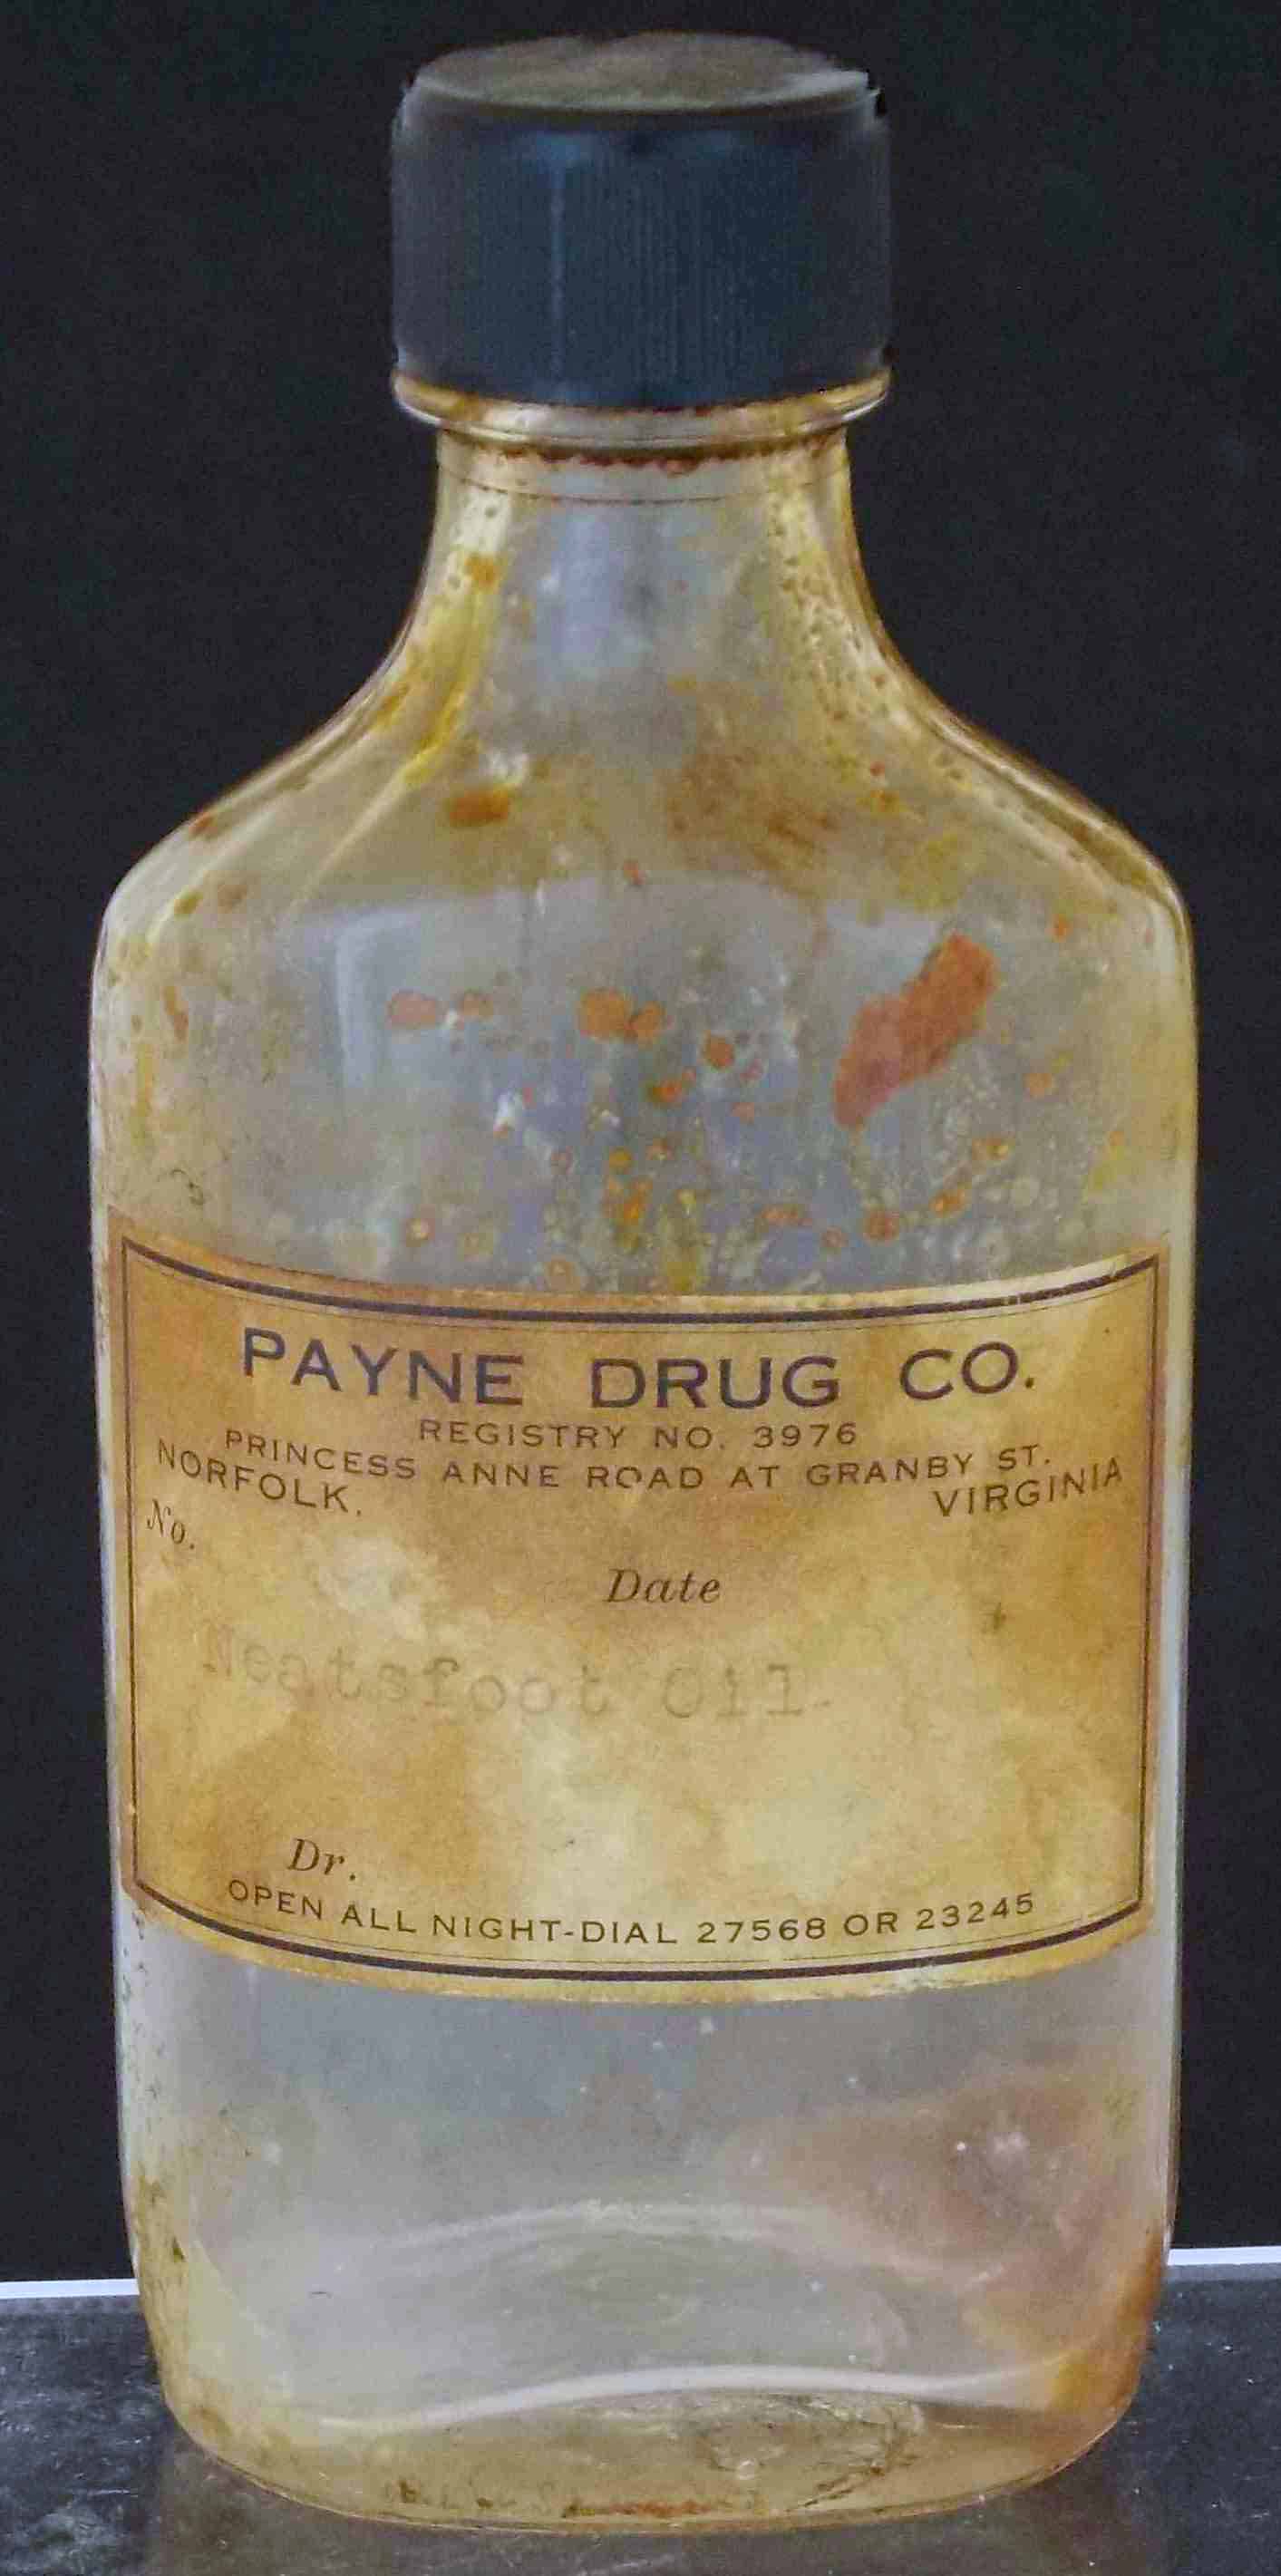 PAYNE DRUG CO.
REGISTRY NO. 3976
PRINCESS ANNE ROAD AT GRANBY ST.
NORFOLK, VIRGINIA
No.
Date
Neatsfoot Oil
Dr.
OPEN ALL NIGHT-DIAL 27568 OR 23245